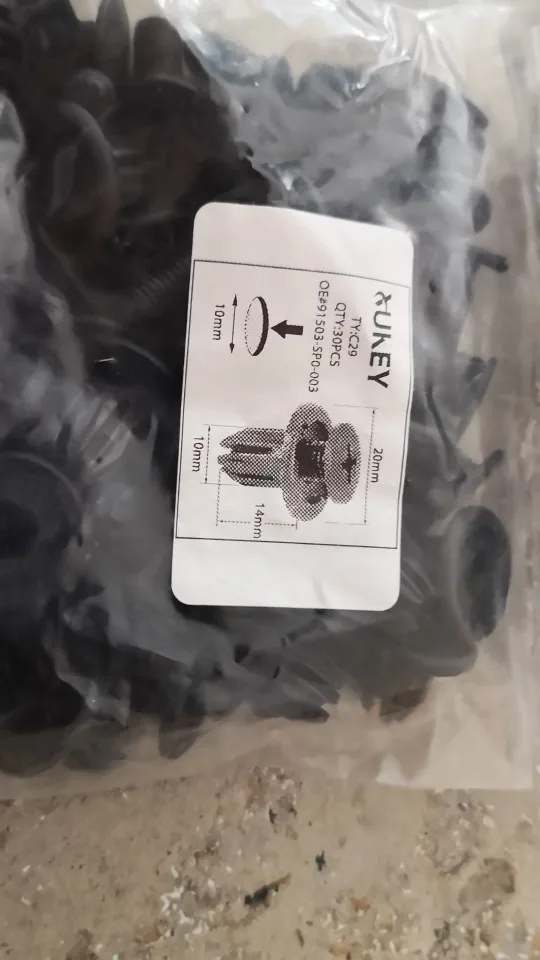 XUKEY
TY:C29
QTY:30PCS
OE#91503-SP0-003
10mm
20mm
14mm
10mm